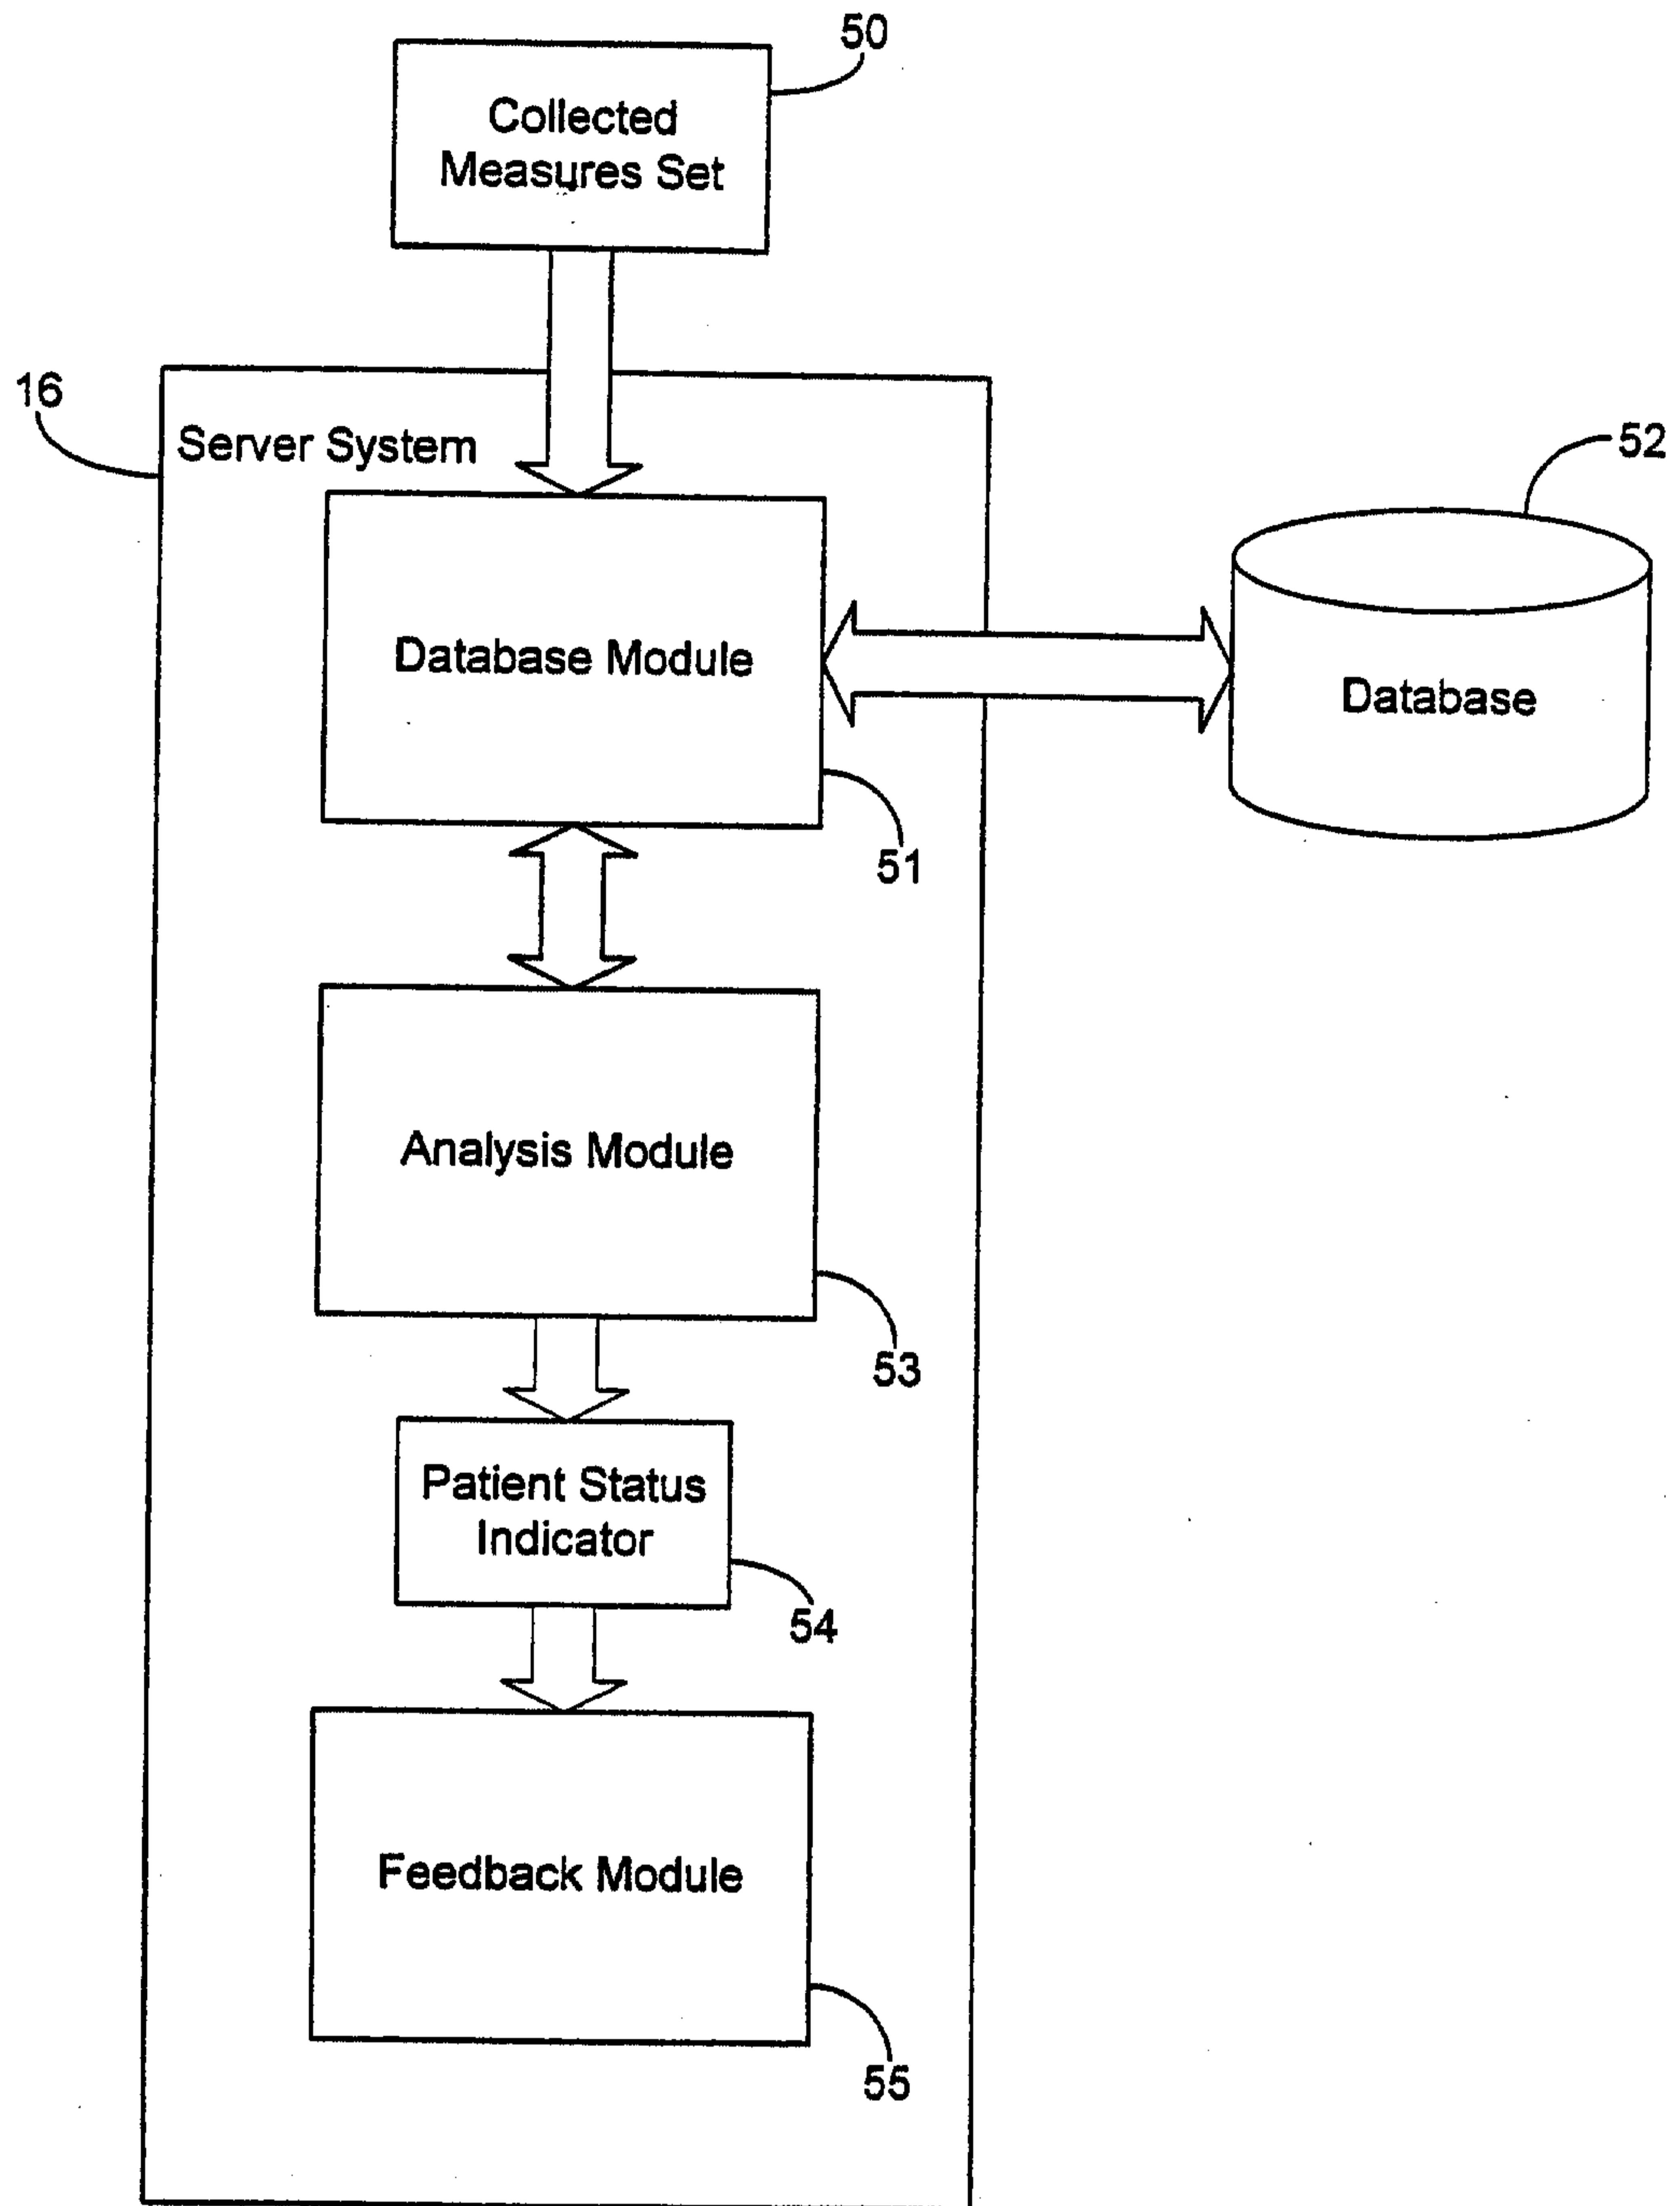 50
Collected
Measures Set
16
Server System
52
Database Module
Database
51
Analysis Module
53
Patient Status
Indicator
54
Feedback Module
55